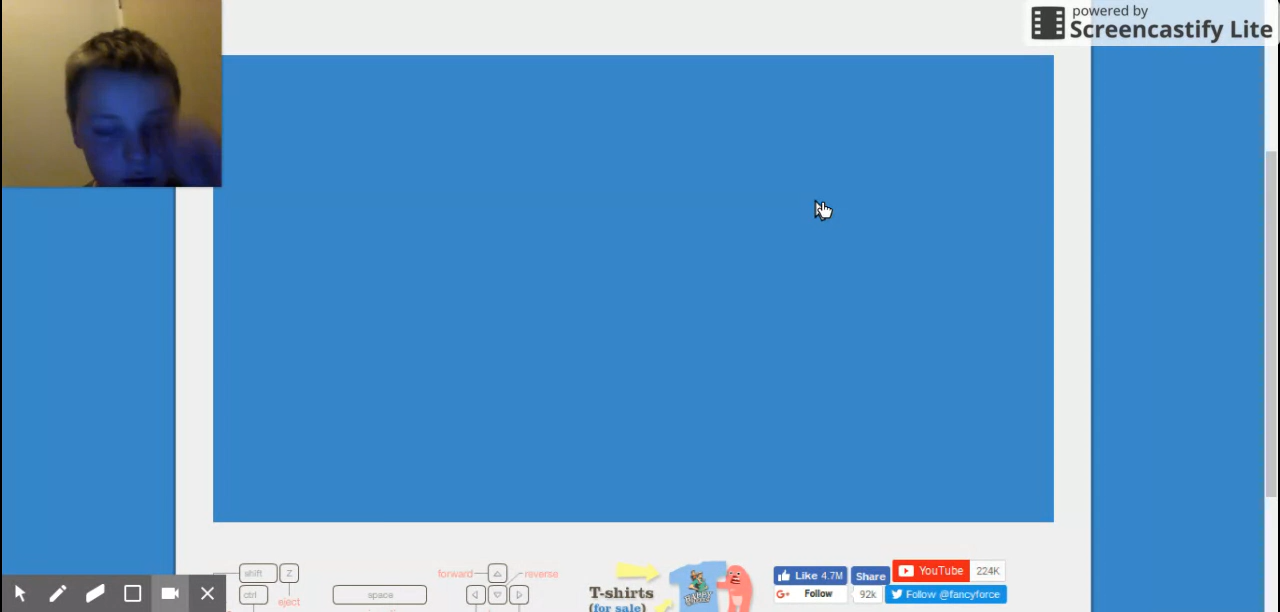 powered by
Screencastify Lite
shift Z
ctrl
eject
space
forward
reverse
T-shirts
(for sale)
Like 4.7M
Share
YouTube 224K
G+ Follow
92k
Follow @fancyforce